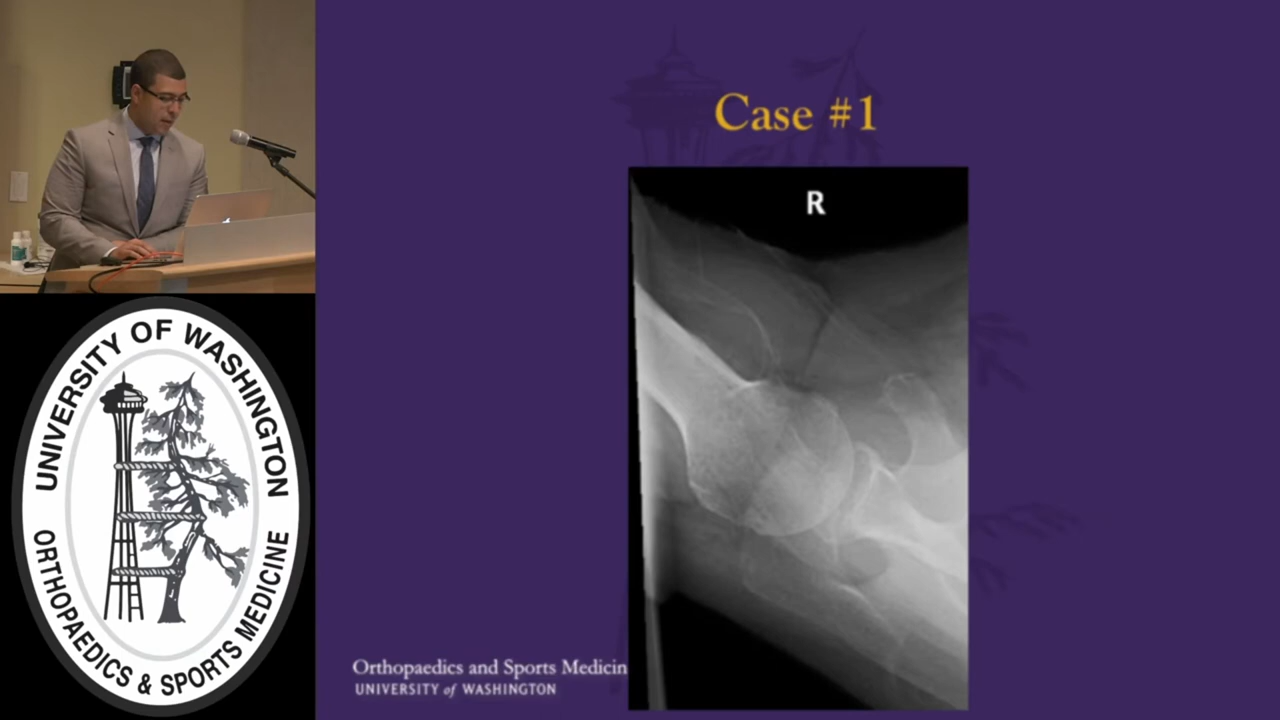 Case #1
R
Orthopaedics and Sports Medicin
UNIVERSITY of WASHINGTON
UNIVERSITY OF WASHINGTON
ORTHOPAEDICS & SPORTS MEDICINE